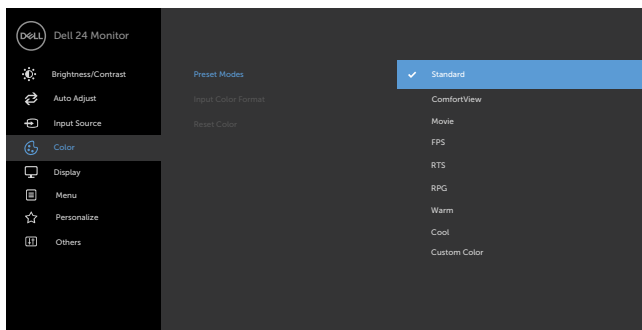 DELL Dell 24 Monitor
Brightness/Contrast Preset Modes Standard
Auto Adjust Input Color Format ComfortView
Input Source Reset Color Movie
Color FPS
Display RTS
Menu RPG
Personalize Warm
Others Cool
Custom Color